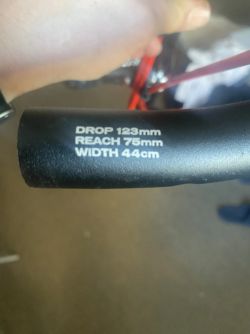 DROP 123mm
REACH 75mm
WIDTH 44cm